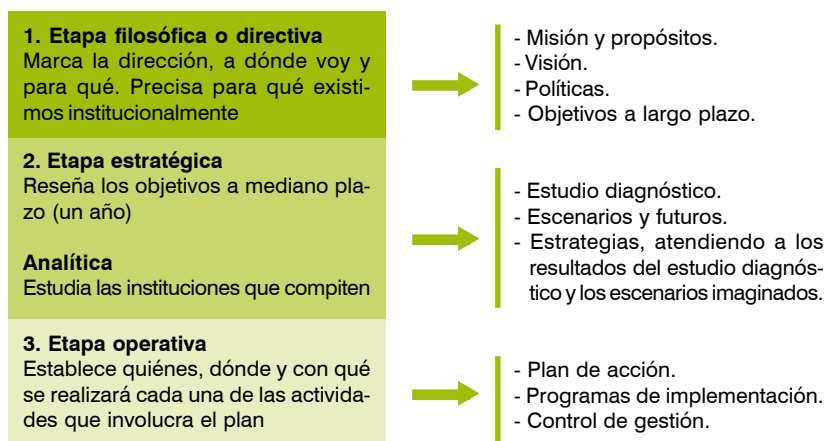 1. Etapa filosófica o directiva
Marca la dirección, a dónde voy y
para qué. Precisa para qué existi-
mos institucionalmente
- Misión y propósitos.
- Visión.
- Políticas.
- Objetivos a largo plazo.
2. Etapa estratégica
Reseña los objetivos a mediano pla-
zo (un año)
Analítica
Estudia las instituciones que compiten
- Estudio diagnóstico.
- Escenarios y futuros.
- Estrategias, atendiendo a los
resultados del estudio diagnós-
tico y los escenarios imaginados.
3. Etapa operativa
Establece quiénes, dónde y con qué
se realizará cada una de las activida-
des que involucra el plan
- Plan de acción.
- Programas de implementación.
- Control de gestión.